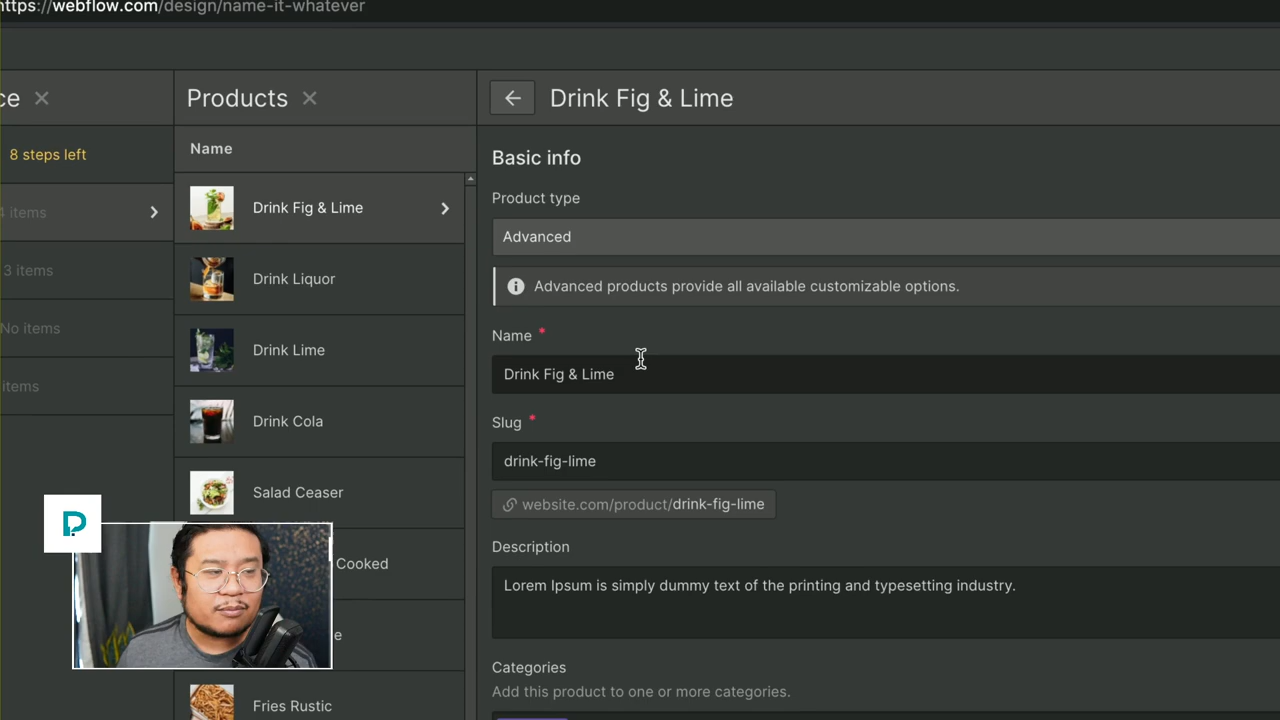 https://webflow.com/design/name-it-whatever
ce
Products
Drink Fig & Lime
8 steps left
items
3 items
No items
items
Name
Drink Fig & Lime
Drink Liquor
Drink Lime
Drink Cola
Salad Ceaser
Cooked
Fries Rustic
Basic info
Product type
Advanced
Advanced products provide all available customizable options.
Name *
Drink Fig & Lime
Slug *
drink-fig-lime
website.com/product/drink-fig-lime
Description
Lorem Ipsum is simply dummy text of the printing and typesetting industry.
Categories
Add this product to one or more categories.